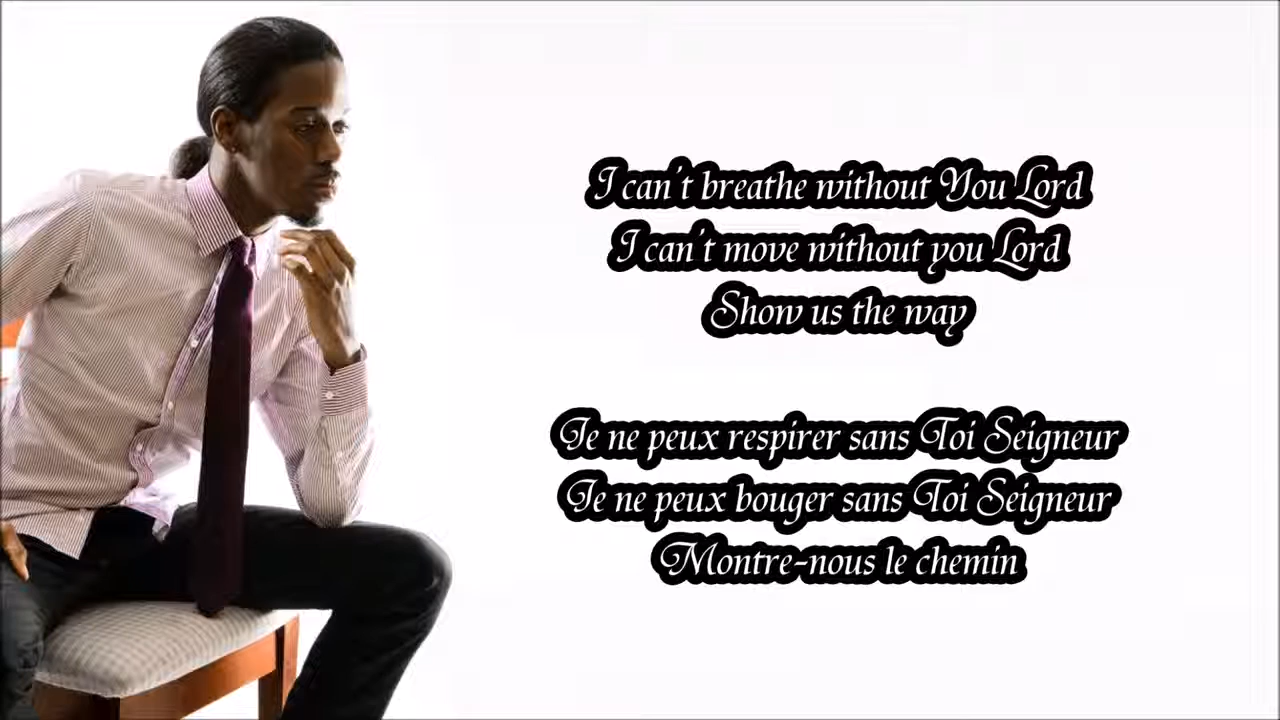 I can't breathe without You Lord
I can't move without you Lord
Show us the way
Je ne peux respirer sans Toi Seigneur
Je ne peux bouger sans Toi Seigneur
Montre-nous le chemin